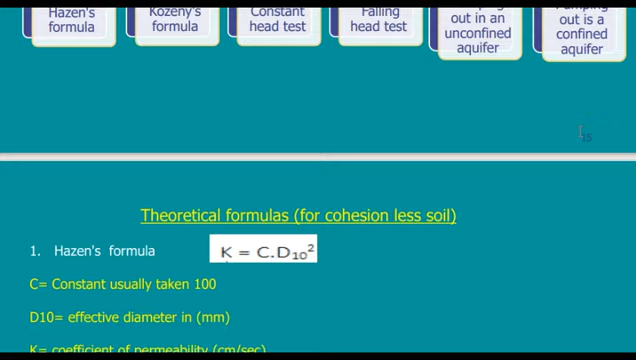 Hazen's
formula
Kozeny's
formula
Constant
head test
Falling
head test
out in an
unconfined
aquifer
Pumping
out is a
confined
aquifer
15
Theoretical formulas (for cohesion less soil)
1. Hazen's formula K = C.D₁₀²
C= Constant usually taken 100
D10= effective diameter in (mm)
K= coefficient of permeability (cm/sec)